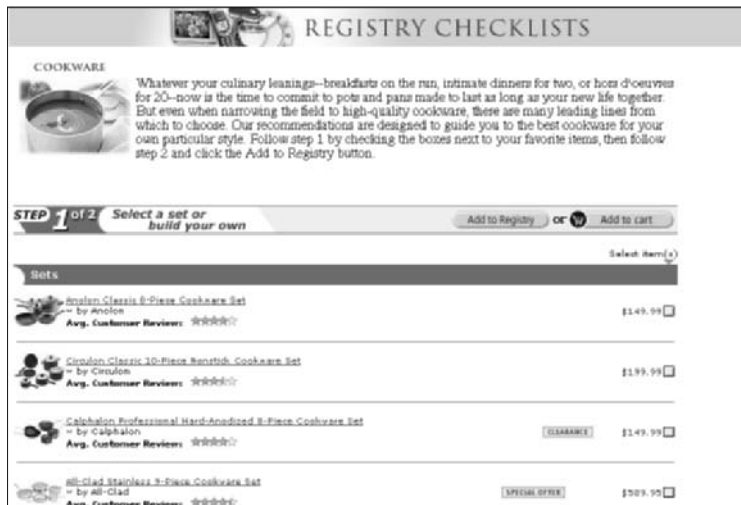 REGISTRY CHECKLISTS
COOKWARE
Whatever your culinary leanings--breakfasts on the run, intimate dinners for two, or hors d'oeuvres
for 20--now is the time to commit to pots and pans made to last as long as your new life together.
But even when narrowing the field to high-quality cookware, there are many leading lines from
which to choose. Our recommendations are designed to guide you to the best cookware for your
own particular style. Follow step 1 by checking the boxes next to your favorite items, then follow
step 2 and click the Add to Registry button.
STEP 1 of 2 Select a set or
build your own
Add to Registry or Add to cart
Select item(s)
Sets
Anolon Classic 8-Piece Cookware Set
~ by Anolon
$149.99
Avg. Customer Review:
Circulon Classic 10-Piece Nonstick Cookware Set
~ by Circulon
$199.99
Avg. Customer Review:
Calphalon Professional Hard-Anodized 8-Piece Cookware Set
~ by Calphalon
CLEARANCE $149.99
Avg. Customer Review:
All-Clad Stainless 9-Piece Cookware Set
~ by All-Clad
SPECIAL OFFER $589.95
Avg. Customer Review: